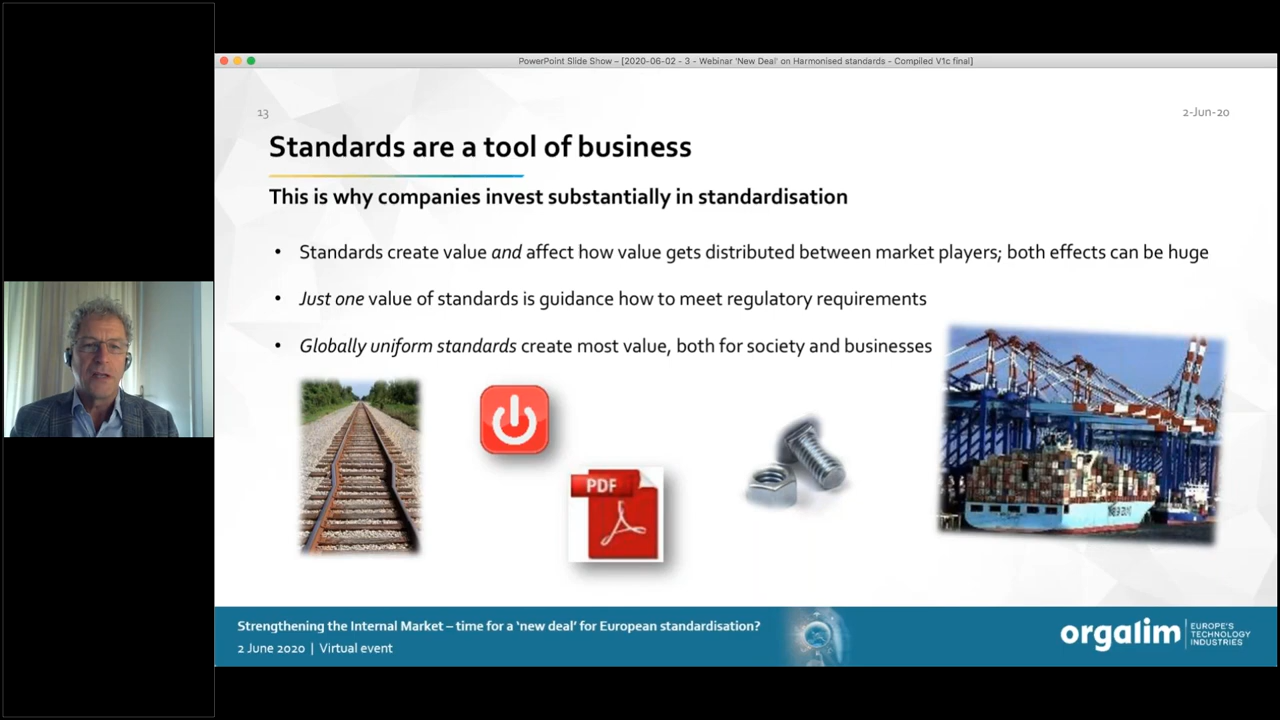 PowerPoint Slide Show – [2020-06-02 - 3 - Webinar 'New Deal' on Harmonised standards - Compiled V1c final]
13
2-Jun-20
Standards are a tool of business
This is why companies invest substantially in standardisation
• Standards create value and affect how value gets distributed between market players; both effects can be huge
• Just one value of standards is guidance how to meet regulatory requirements
• Globally uniform standards create most value, both for society and businesses
PDF
Strengthening the Internal Market – time for a 'new deal' for European standardisation?
2 June 2020 | Virtual event
orgalim
EUROPE'S
TECHNOLOGY
INDUSTRIES